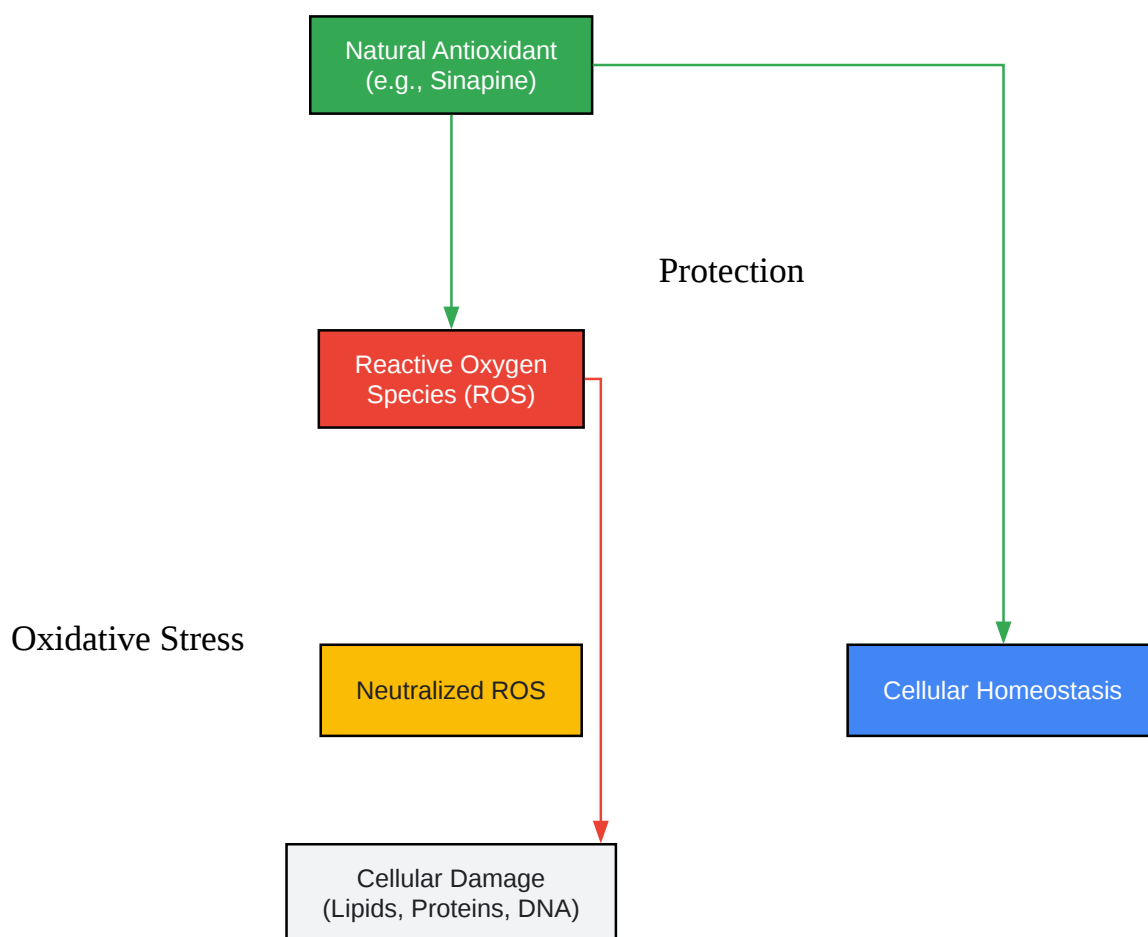 Natural Antioxidant
(e.g., Sinapine)
Protection
Reactive Oxygen
Species (ROS)
Oxidative Stress
Neutralized ROS
Cellular Homeostasis
Cellular Damage
(Lipids, Proteins, DNA)